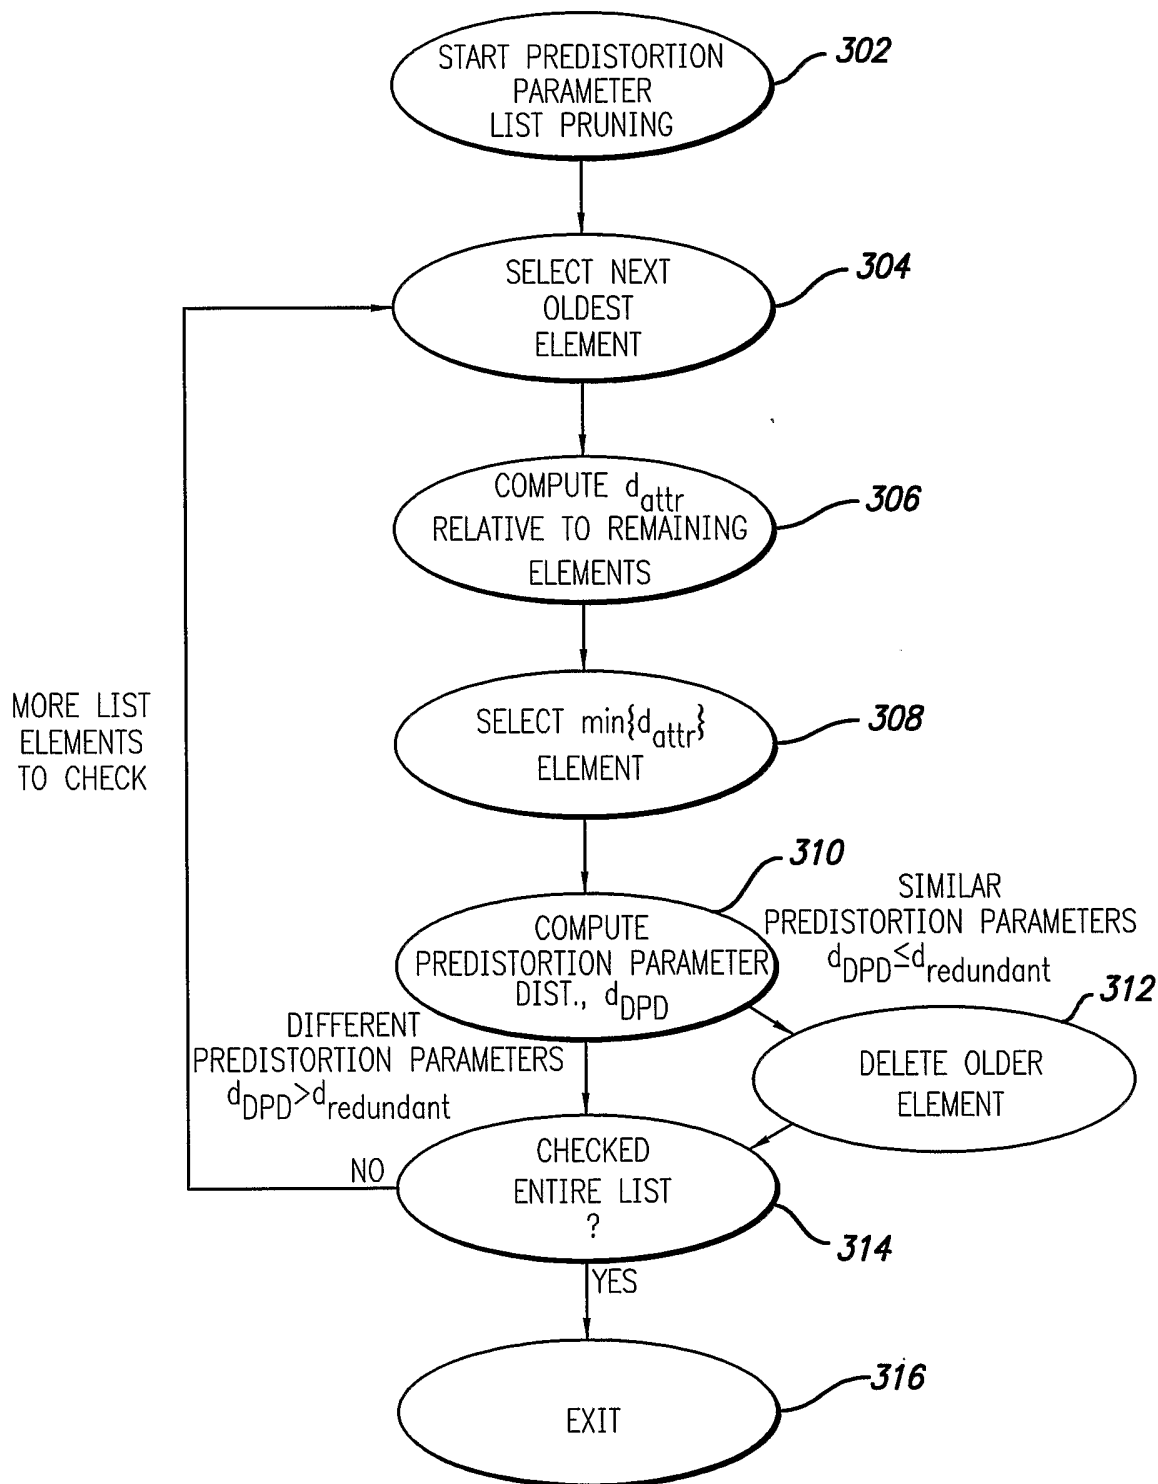 START PREDISTORTION
PARAMETER
LIST PRUNING
302
SELECT NEXT
OLDEST
ELEMENT
304
COMPUTE d_attr
RELATIVE TO REMAINING
ELEMENTS
306
SELECT min{d_attr}
ELEMENT
308
MORE LIST
ELEMENTS
TO CHECK
COMPUTE
PREDISTORTION PARAMETER
DIST., d_DPD
310
SIMILAR
PREDISTORTION PARAMETERS
d_DPD≤d_redundant
DELETE OLDER
ELEMENT
312
DIFFERENT
PREDISTORTION PARAMETERS
d_DPD>d_redundant
CHECKED
ENTIRE LIST
?
314
NO
YES
EXIT
316